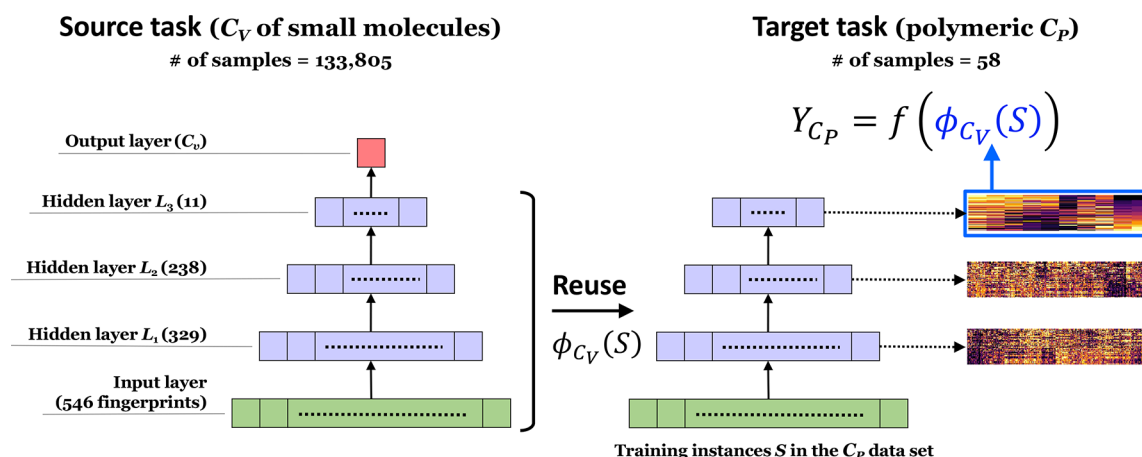 Source task (C_V of small molecules)
# of samples = 133,805
Output layer (C_v)
Hidden layer L_3 (11)
Hidden layer L_2 (238)
Hidden layer L_1 (329)
Input layer
(546 fingerprints)
Reuse
ϕ_{C_V}(S)
Target task (polymeric C_P)
# of samples = 58
Y_{C_P} = f(ϕ_{C_V}(S))
Training instances S in the C_P data set